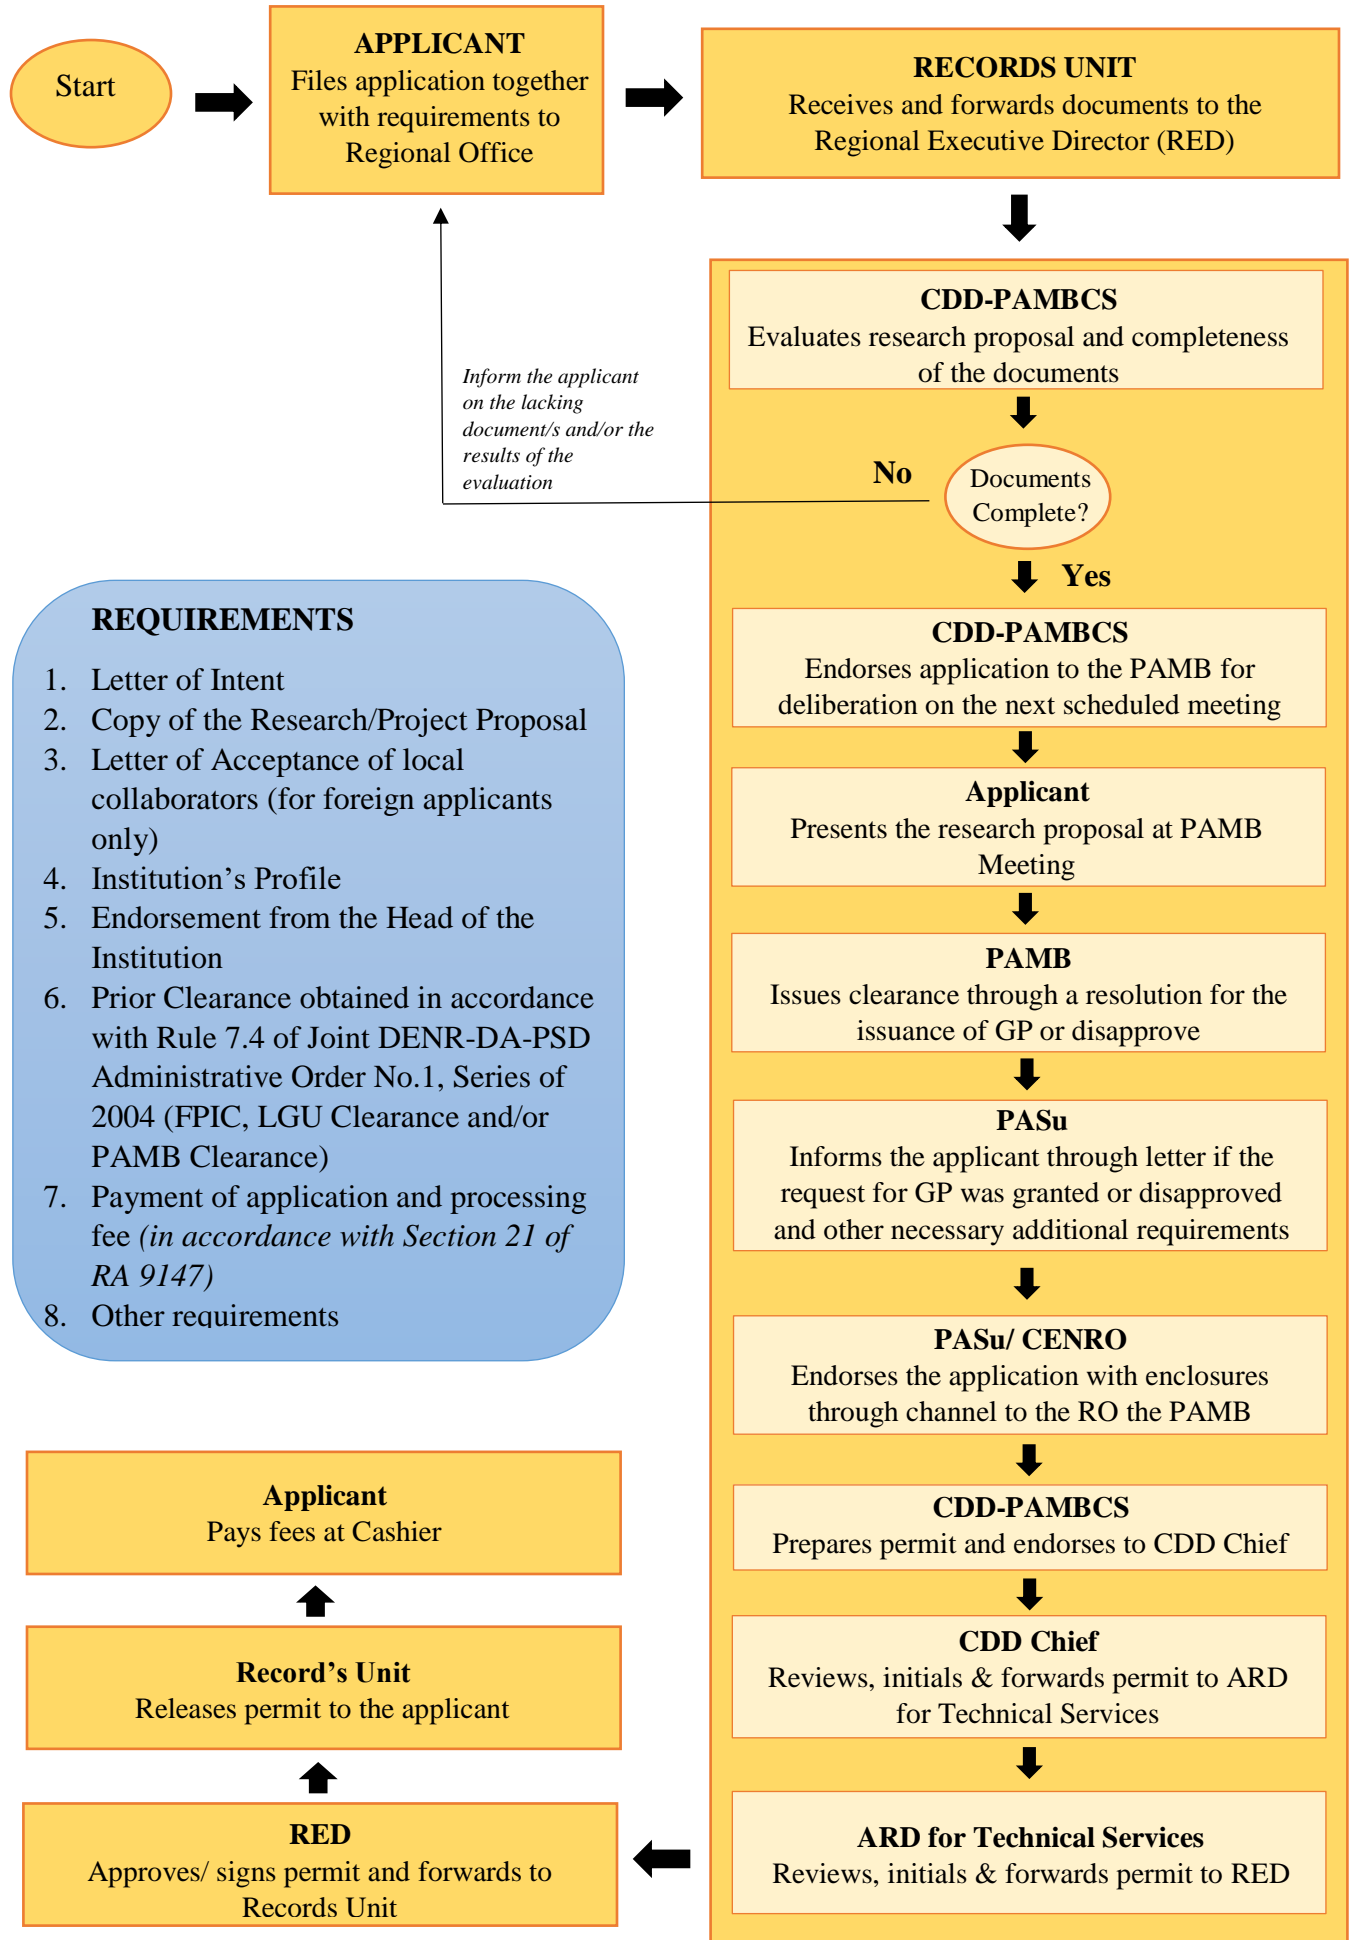 Start
APPLICANT
Files application together
with requirements to
Regional Office
RECORDS UNIT
Receives and forwards documents to the
Regional Executive Director (RED)
CDD-PAMBCS
Evaluates research proposal and completeness
of the documents
Inform the applicant
on the lacking
document/s and/or the
results of the
evaluation
No
Documents
Complete?
Yes
CDD-PAMBCS
Endorses application to the PAMB for
deliberation on the next scheduled meeting
Applicant
Presents the research proposal at PAMB
Meeting
PAMB
Issues clearance through a resolution for the
issuance of GP or disapprove
PASu
Informs the applicant through letter if the
request for GP was granted or disapproved
and other necessary additional requirements
PASu/ CENRO
Endorses the application with enclosures
through channel to the RO the PAMB
CDD-PAMBCS
Prepares permit and endorses to CDD Chief
CDD Chief
Reviews, initials & forwards permit to ARD
for Technical Services
ARD for Technical Services
Reviews, initials & forwards permit to RED
RED
Approves/ signs permit and forwards to
Records Unit
Record’s Unit
Releases permit to the applicant
Applicant
Pays fees at Cashier
REQUIREMENTS
1. Letter of Intent
2. Copy of the Research/Project Proposal
3. Letter of Acceptance of local
collaborators (for foreign applicants
only)
4. Institution’s Profile
5. Endorsement from the Head of the
Institution
6. Prior Clearance obtained in accordance
with Rule 7.4 of Joint DENR-DA-PSD
Administrative Order No.1, Series of
2004 (FPIC, LGU Clearance and/or
PAMB Clearance)
7. Payment of application and processing
fee (in accordance with Section 21 of
RA 9147)
8. Other requirements